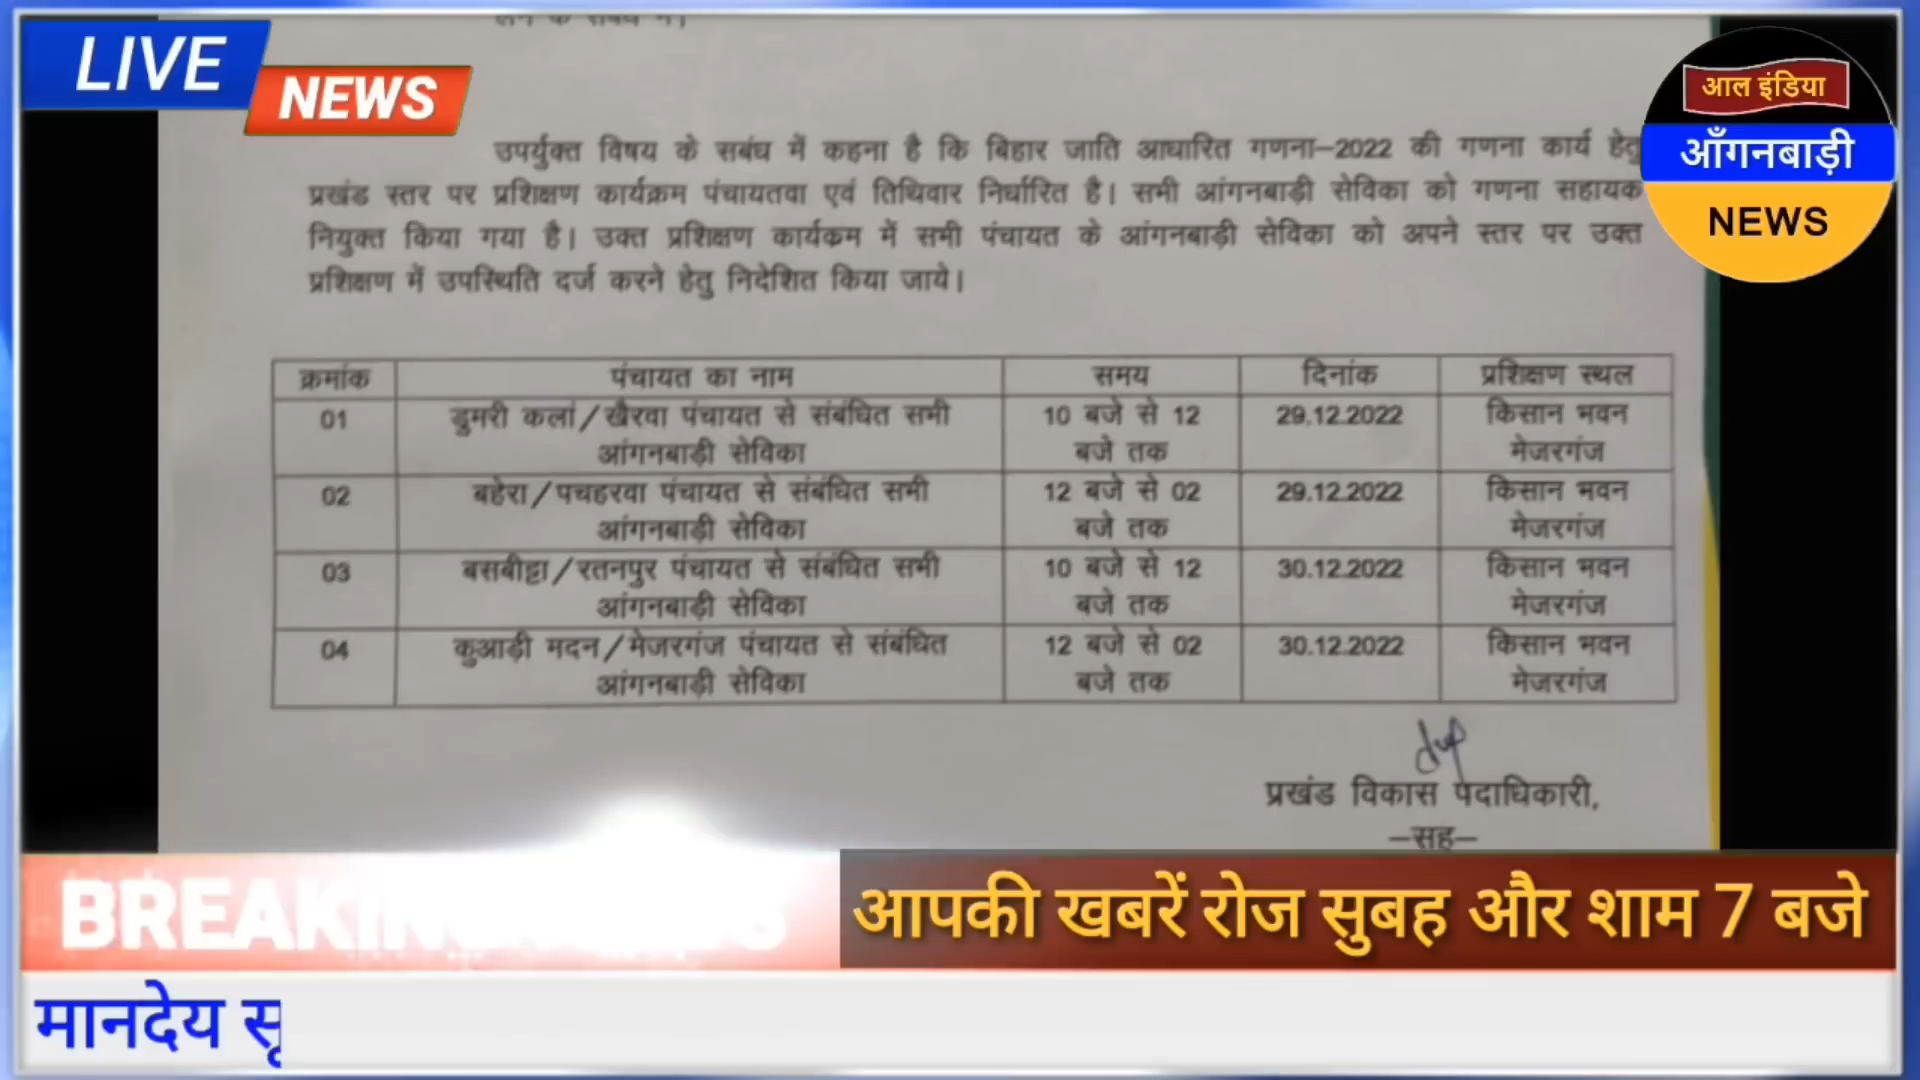 LIVE
NEWS
आल इंडिया
आँगनबाड़ी
NEWS
उपर्युक्त विषय के सबंध में कहना है कि बिहार जाति आधारित गणना–2022 की गणना कार्य हेतु
प्रखंड स्तर पर प्रशिक्षण कार्यक्रम पंचायतवा एवं तिथिवार निर्धारित है। सभी आंगनबाड़ी सेविका को गणना सहायक
नियुक्त किया गया है। उक्त प्रशिक्षण कार्यकम में सभी पंचायत के आंगनबाड़ी सेविका को अपने स्तर पर उक्त
प्रशिक्षण में उपस्थिति दर्ज करने हेतु निदेशित किया जाये।
क्रमांक पंचायत का नाम समय दिनांक प्रशिक्षण स्थल
01 डुमरी कलां/खैरवा पंचायत से संबंधित सभी 10 बजे से 12 29.12.2022 किसान भवन
आंगनबाड़ी सेविका बजे तक मेजरगंज
02 बहेरा/पचहरवा पंचायत से संबंधित सभी 12 बजे से 02 29.12.2022 किसान भवन
आंगनबाड़ी सेविका बजे तक मेजरगंज
03 बसबीट्टा/रतनपुर पंचायत से संबंधित सभी 10 बजे से 12 30.12.2022 किसान भवन
आंगनबाड़ी सेविका बजे तक मेजरगंज
04 कुआड़ी मदन/मेजरगंज पंचायत से संबंधित 12 बजे से 02 30.12.2022 किसान भवन
आंगनबाड़ी सेविका बजे तक मेजरगंज
प्रखंड विकास पदाधिकारी,
–सह–
आपकी खबरें रोज सुबह और शाम 7 बजे
मानदेय